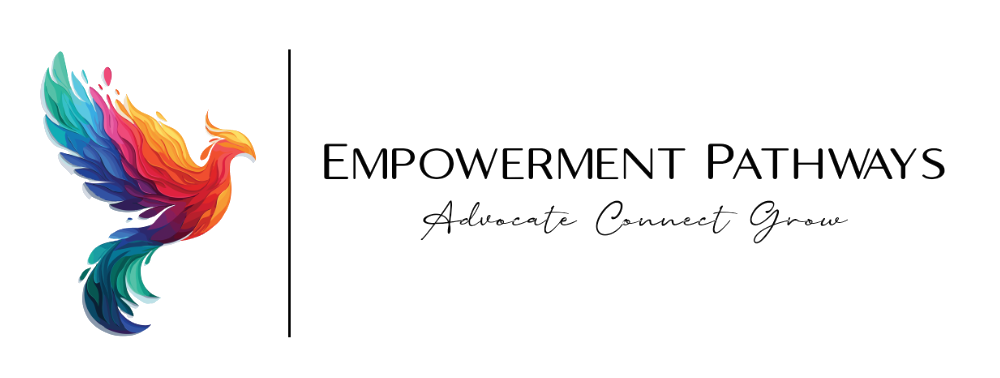 EMPOWERMENT PATHWAYS
Advocate Connect Grow